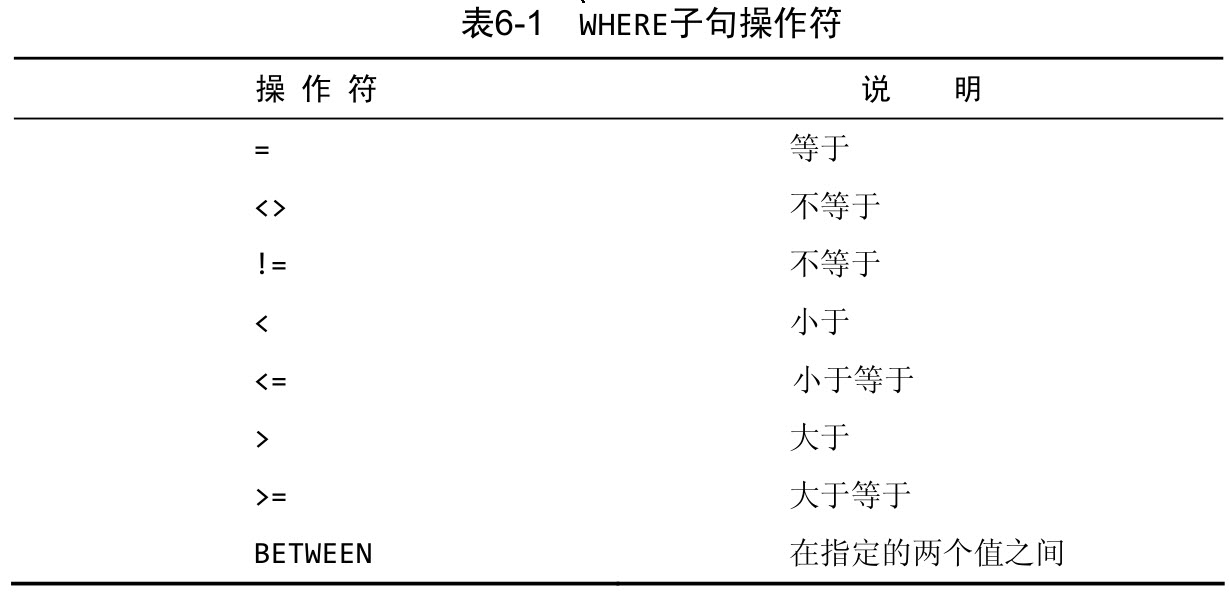 表6-1 WHERE子句操作符
操 作 符 说 明
= 等于
<> 不等于
!= 不等于
< 小于
<= 小于等于
> 大于
>= 大于等于
BETWEEN 在指定的两个值之间